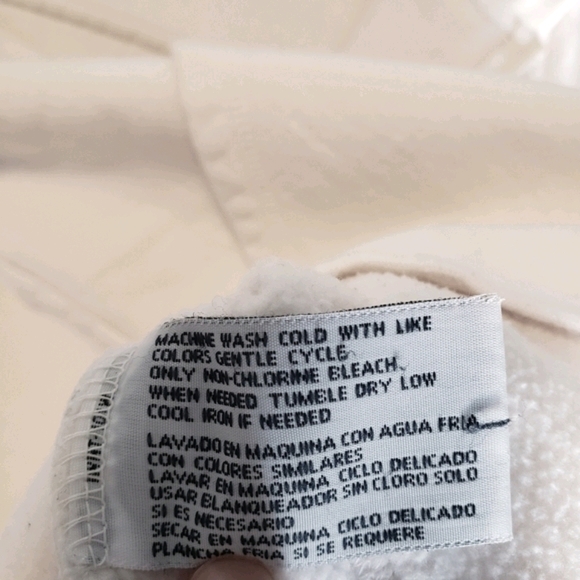 MACHINE WASH COLD WITH LIKE
COLORS GENTLE CYCLE
ONLY NON-CHLORINE BLEACH
WHEN NEEDED TUMBLE DRY LOW
COOL IRON IF NEEDED
LAVADO EN MAQUINA CON AGUA FRIA
CON COLORES SIMILARES
LAVAR EN MAQUINA CICLO DELICADO
USAR BLANQUEADOR SIN CLORO SOLO
SI ES NECESARIO
SECAR EN MAQUINA CICLO DELICADO
PLANCHA FRIA SI SE REQUIERE